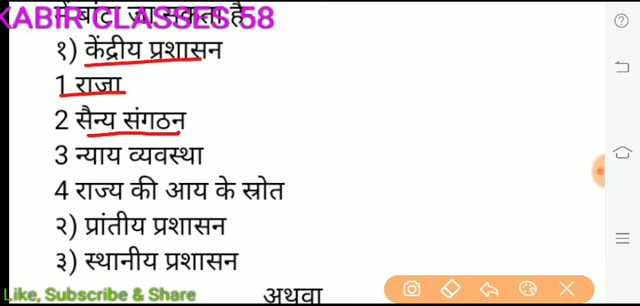 में बांटा जा सकता है
KABIR CLASSES 58
१) केंद्रीय प्रशासन
1 राजा
2 सैन्य संगठन
3 न्याय व्यवस्था
4 राज्य की आय के स्रोत
२) प्रांतीय प्रशासन
३) स्थानीय प्रशासन
Like, Subscribe & Share
अथवा